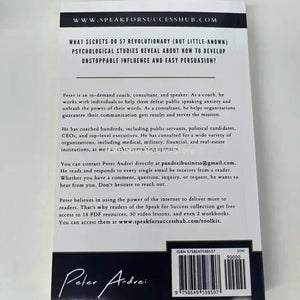 WWW.SPEAKFORSUCCESSHUB.COM
WHAT SECRETS DO 57 REVOLUTIONARY (BUT LITTLE-KNOWN)
PSYCHOLOGICAL STUDIES REVEAL ABOUT HOW TO DEVELOP
UNSTOPPABLE INFLUENCE AND EASY PERSUASION?
Peter is an in-demand coach, consultant, and speaker. As a coach, he
works with individuals to help them defeat public speaking anxiety and
unleash the power of their words. As a consultant, he helps organizations
guarantee their communication gets results and serves the mission.
He has coached hundreds, including public servants, political candidates,
CEOs, and top-level executives. He has consulted for a wide variety of
organizations, including medical, military, financial, and real-estate
institutions, as well as
You can contact Peter Andrei directly at pandreibusiness@gmail.com.
He reads and responds to every single email he receives from a reader.
Whether you have a comment, question, inquiry, or request, he wants to
hear from you. Don't hesitate to reach out.
Peter believes in using the power of the internet to deliver more to
readers. That's why readers of the Speak for Success collection get free
access to 18 PDF resources, 30 video lessons, and even 2 workbooks.
You can access them at www.speakforsuccesshub.com/toolkit.
Peter Andrei
ISBN 9798649538507
90000
9 798649 538507